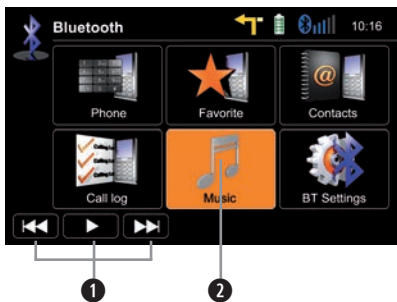 Bluetooth 10:16
Phone Favorite Contacts
Call log Music BT Settings
1 2